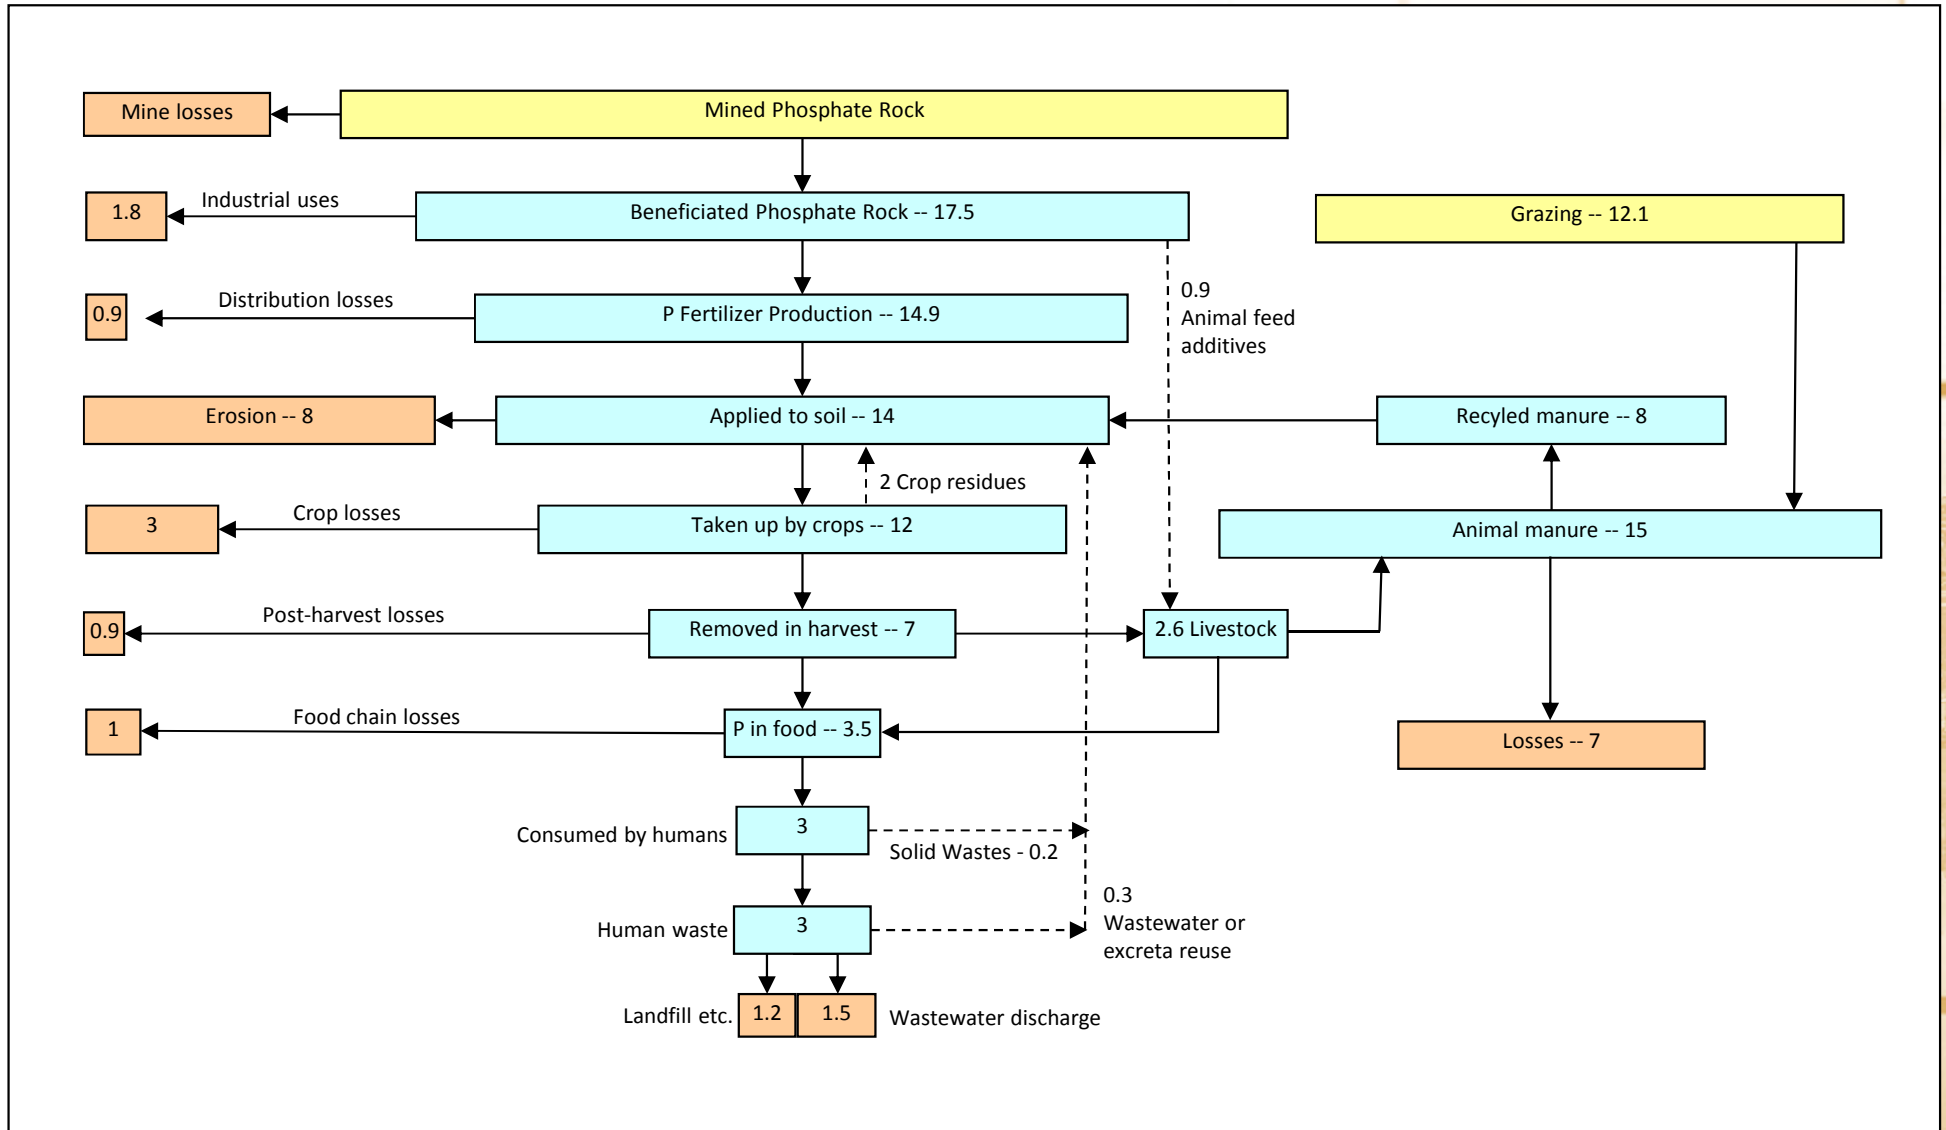 Mined Phosphate Rock
Mine losses
Industrial uses
1.8
Beneficiated Phosphate Rock -- 17.5
Grazing -- 12.1
Distribution losses
0.9
P Fertilizer Production -- 14.9
0.9
Animal feed
additives
Erosion -- 8
Applied to soil -- 14
Recyled manure -- 8
2 Crop residues
Crop losses
3
Taken up by crops -- 12
Animal manure -- 15
Post-harvest losses
0.9
Removed in harvest -- 7
2.6 Livestock
Food chain losses
1
P in food -- 3.5
Losses -- 7
Consumed by humans
3
Solid Wastes - 0.2
0.3
Wastewater or
excreta reuse
Human waste
3
Landfill etc.
1.2
1.5
Wastewater discharge